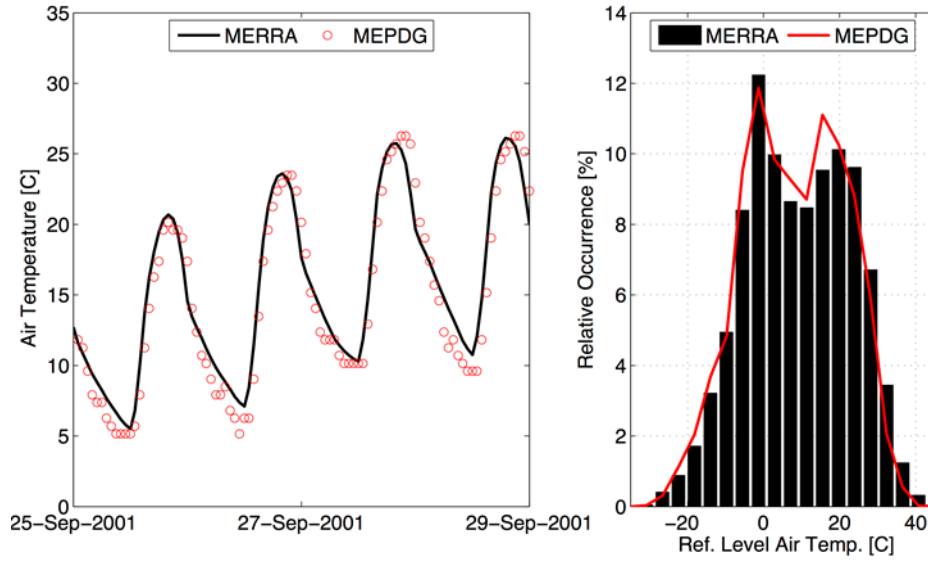 MERRA MEPDG
Air Temperature [C]
35
30
25
20
15
10
5
0
25-Sep-2001 27-Sep-2001 29-Sep-2001
MERRA MEPDG
Relative Occurrence [%]
14
12
10
8
6
4
2
0
−20 0 20 40
Ref. Level Air Temp. [C]